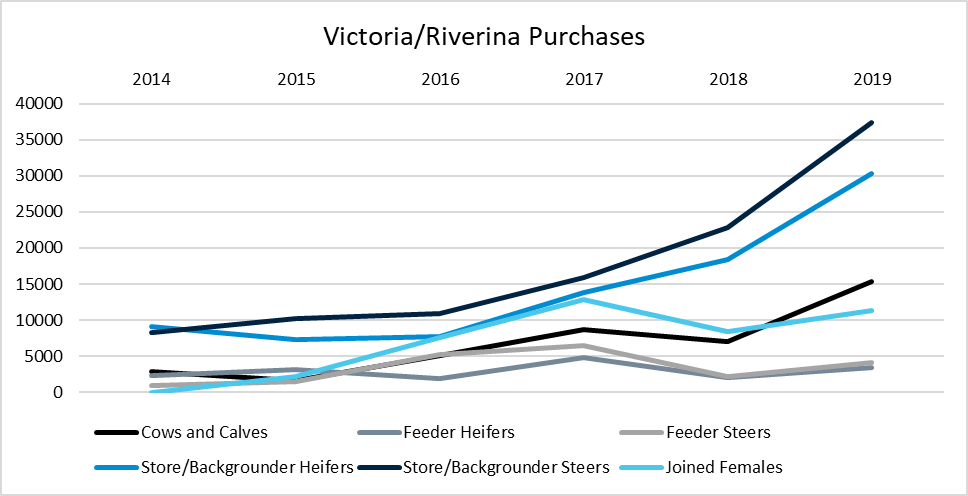 Victoria/Riverina Purchases
2014 2015 2016 2017 2018 2019
40000
35000
30000
25000
20000
15000
10000
5000
0
Cows and Calves Feeder Heifers Feeder Steers
Store/Backgrounder Heifers Store/Backgrounder Steers Joined Females